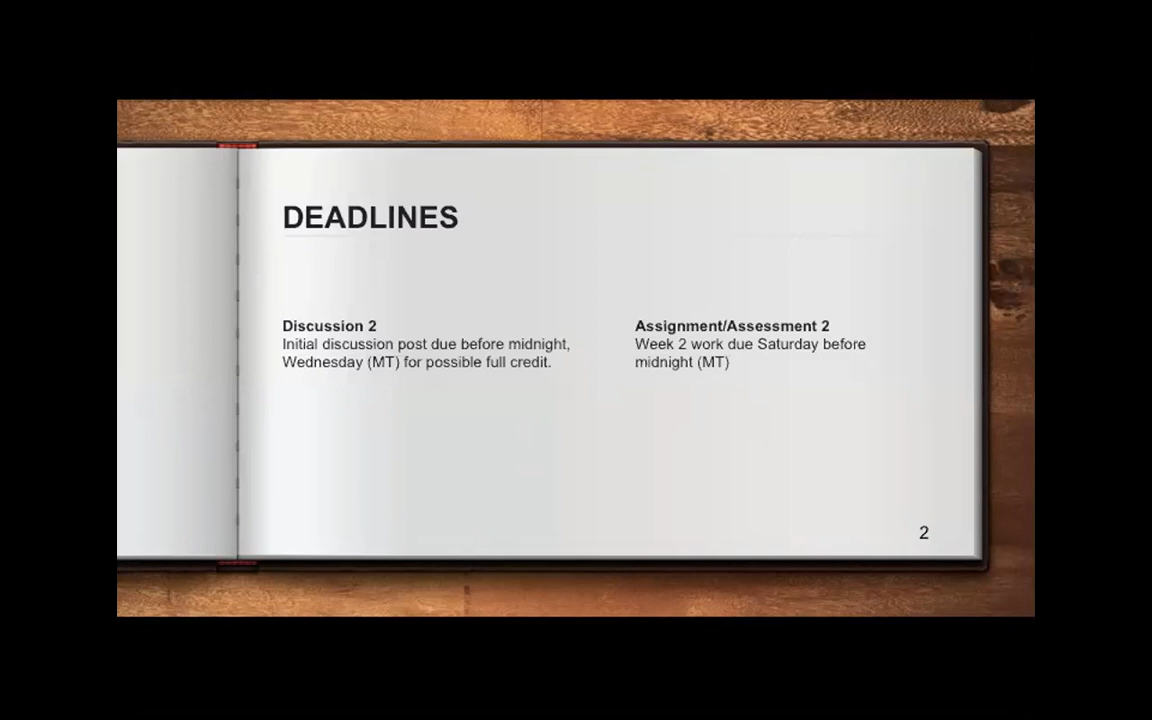 DEADLINES
Discussion 2
Initial discussion post due before midnight,
Wednesday (MT) for possible full credit.
Assignment/Assessment 2
Week 2 work due Saturday before
midnight (MT)
2